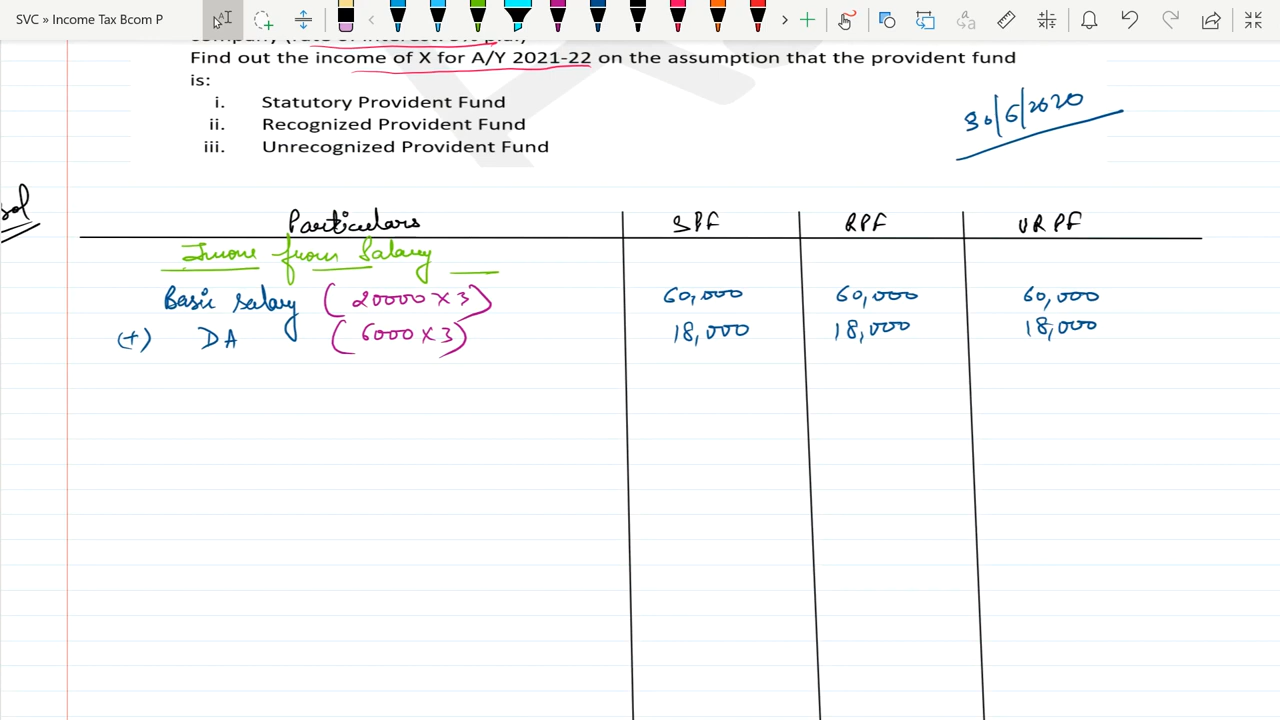 SVC » Income Tax Bcom P
Find out the income of X for A/Y 2021-22 on the assumption that the provident fund
is:
i. Statutory Provident Fund
ii. Recognized Provident Fund
iii. Unrecognized Provident Fund
30/6/2020
Sol
Particulars SPF RPF URPF
Income from Salary
Basic salary (20000 × 3) 60,000 60,000 60,000
(+) DA (6000 × 3) 18,000 18,000 18,000